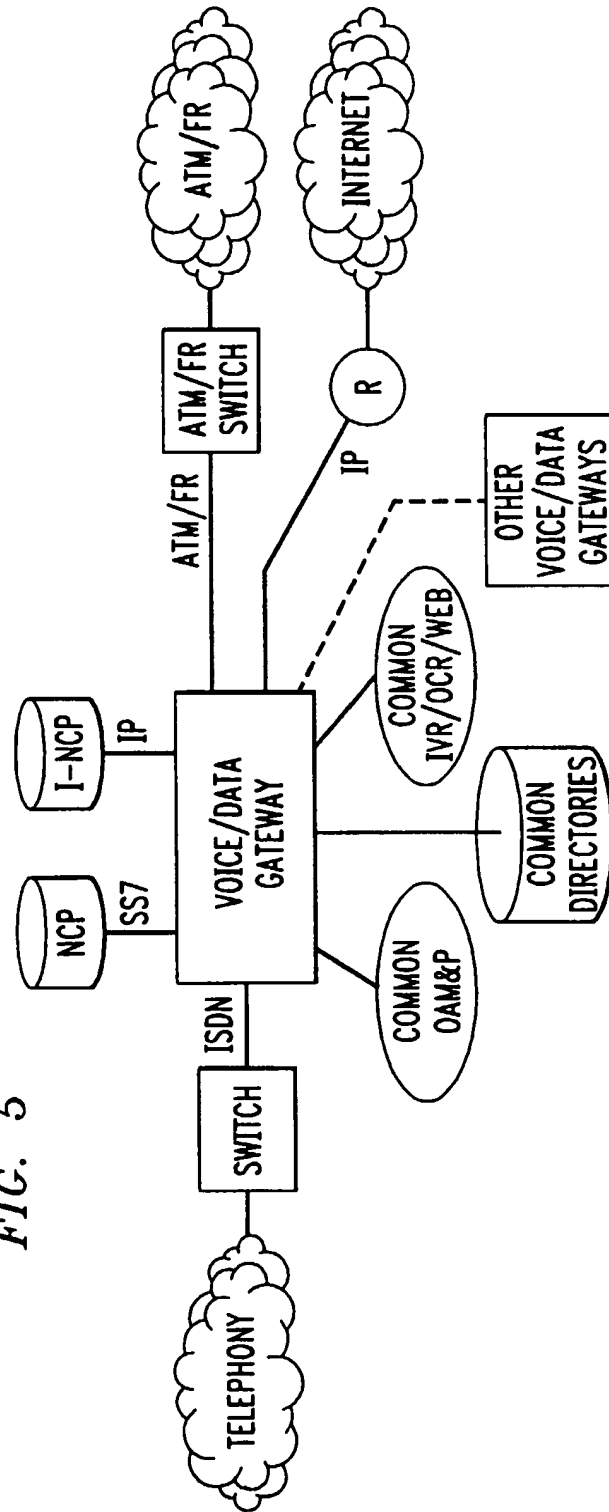 FIG. 5
NCP
I-NCP
SS7
IP
TELEPHONY
SWITCH
ISDN
VOICE/DATA
GATEWAY
ATM/FR
ATM/FR
SWITCH
ATM/FR
IP
R
INTERNET
COMMON
OAM&P
COMMON
DIRECTORIES
COMMON
IVR/OCR/WEB
OTHER
VOICE/DATA
GATEWAYS